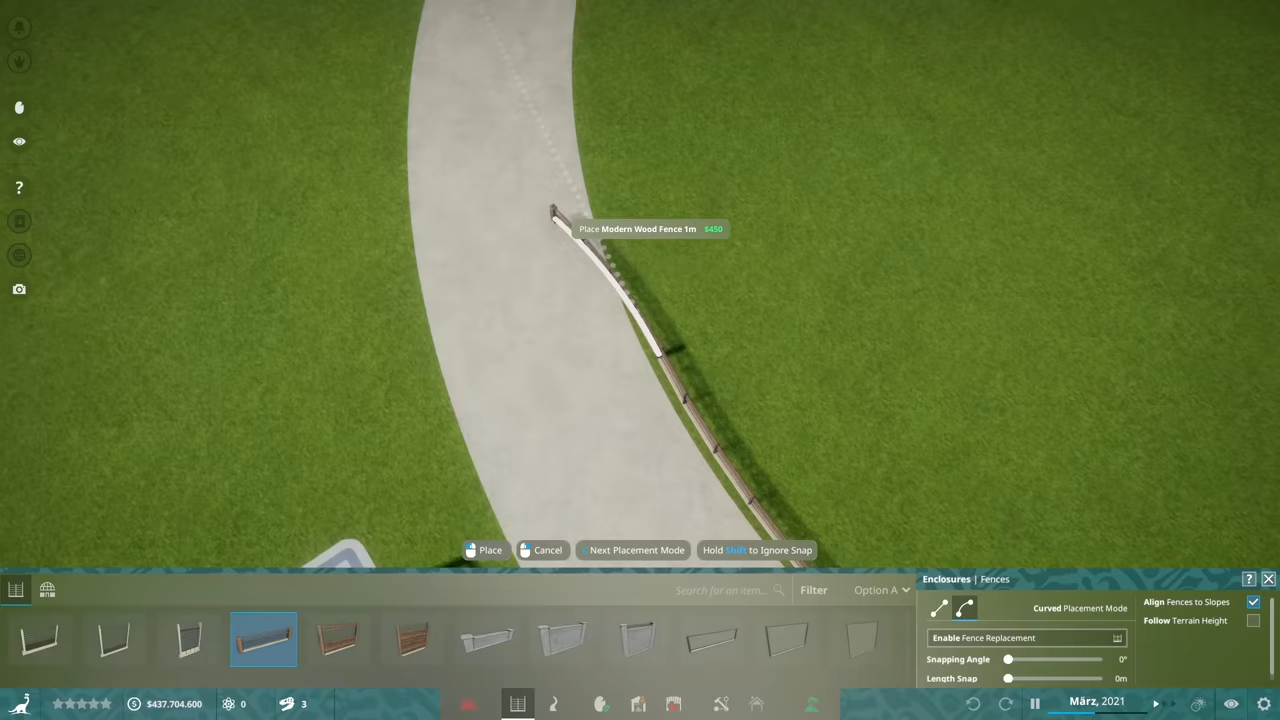 ?
Place Modern Wood Fence 1m $450
Place
Cancel
Next Placement Mode
Hold Shift to Ignore Snap
Search for an item...
Filter
Option A
Enclosures | Fences
?
Curved Placement Mode
Align Fences to Slopes
Follow Terrain Height
Enable Fence Replacement
Snapping Angle 0°
Length Snap 0m
$437.704.600
0
3
März, 2021